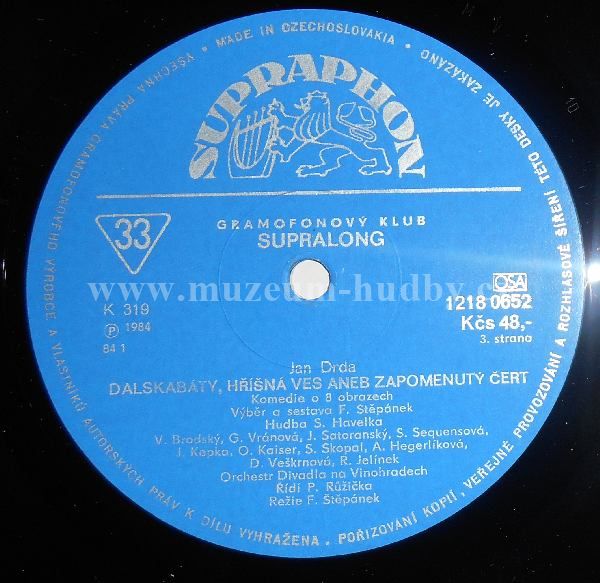 VŠECHNA PRÁVA GRAMOFONOVÉHO VÝROBCE A VLASTNÍKŮ AUTORSKÝCH PRÁV K DÍLU VYHRAŽENA. POŘIZOVÁNÍ KOPIÍ, VEŘEJNÉ PROVOZOVÁNÍ A ROZHLASOVÉ ŠÍŘENÍ TÉTO DESKY JE ZAKÁZÁNO • MADE IN CZECHOSLOVAKIA •
SUPRAPHON
33
GRAMOFONOVÝ KLUB
SUPRALONG
www.muzeum-hudby.c
OSA
K 319
1218 0652
Ⓟ 1984
Kčs 48,-
84 1
3. strana
Jan Drda
DALSKABÁTY, HŘÍŠNÁ VES ANEB ZAPOMENUTÝ ČERT
Komedie o 8 obrazech
Výběr a sestava F. Štěpánek
Hudba S. Havelka
V. Brodský, G. Vránová, J. Satoranský, S. Sequensová,
J. Kepka, O. Kaiser, S. Skopal, A. Hegerlíková,
D. Veškrnová, R. Jelínek
Orchestr Divadla na Vinohradech
Řídí P. Růžička
Režie F. Štěpánek